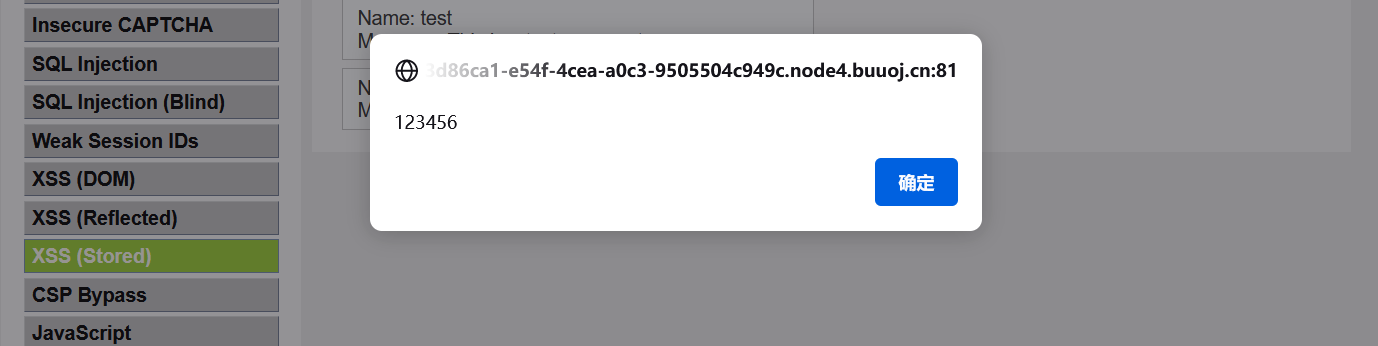 Insecure CAPTCHA
SQL Injection
SQL Injection (Blind)
Weak Session IDs
XSS (DOM)
XSS (Reflected)
XSS (Stored)
CSP Bypass
JavaScript
Name: test
3d86ca1-e54f-4cea-a0c3-9505504c949c.node4.buuoj.cn:81
123456
确定